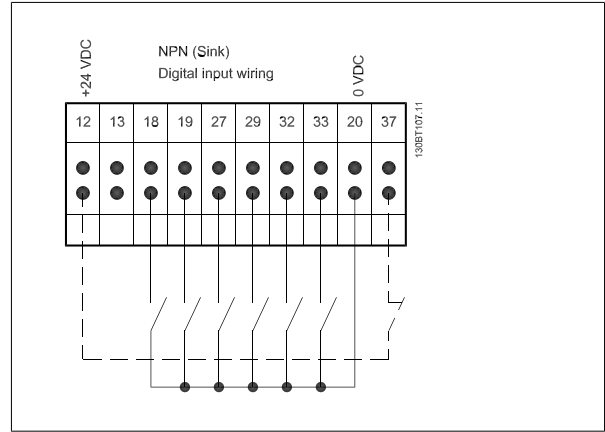 +24 VDC
NPN (Sink)
Digital input wiring
0 VDC
12 13 18 19 27 29 32 33 20 37
130BT107.11